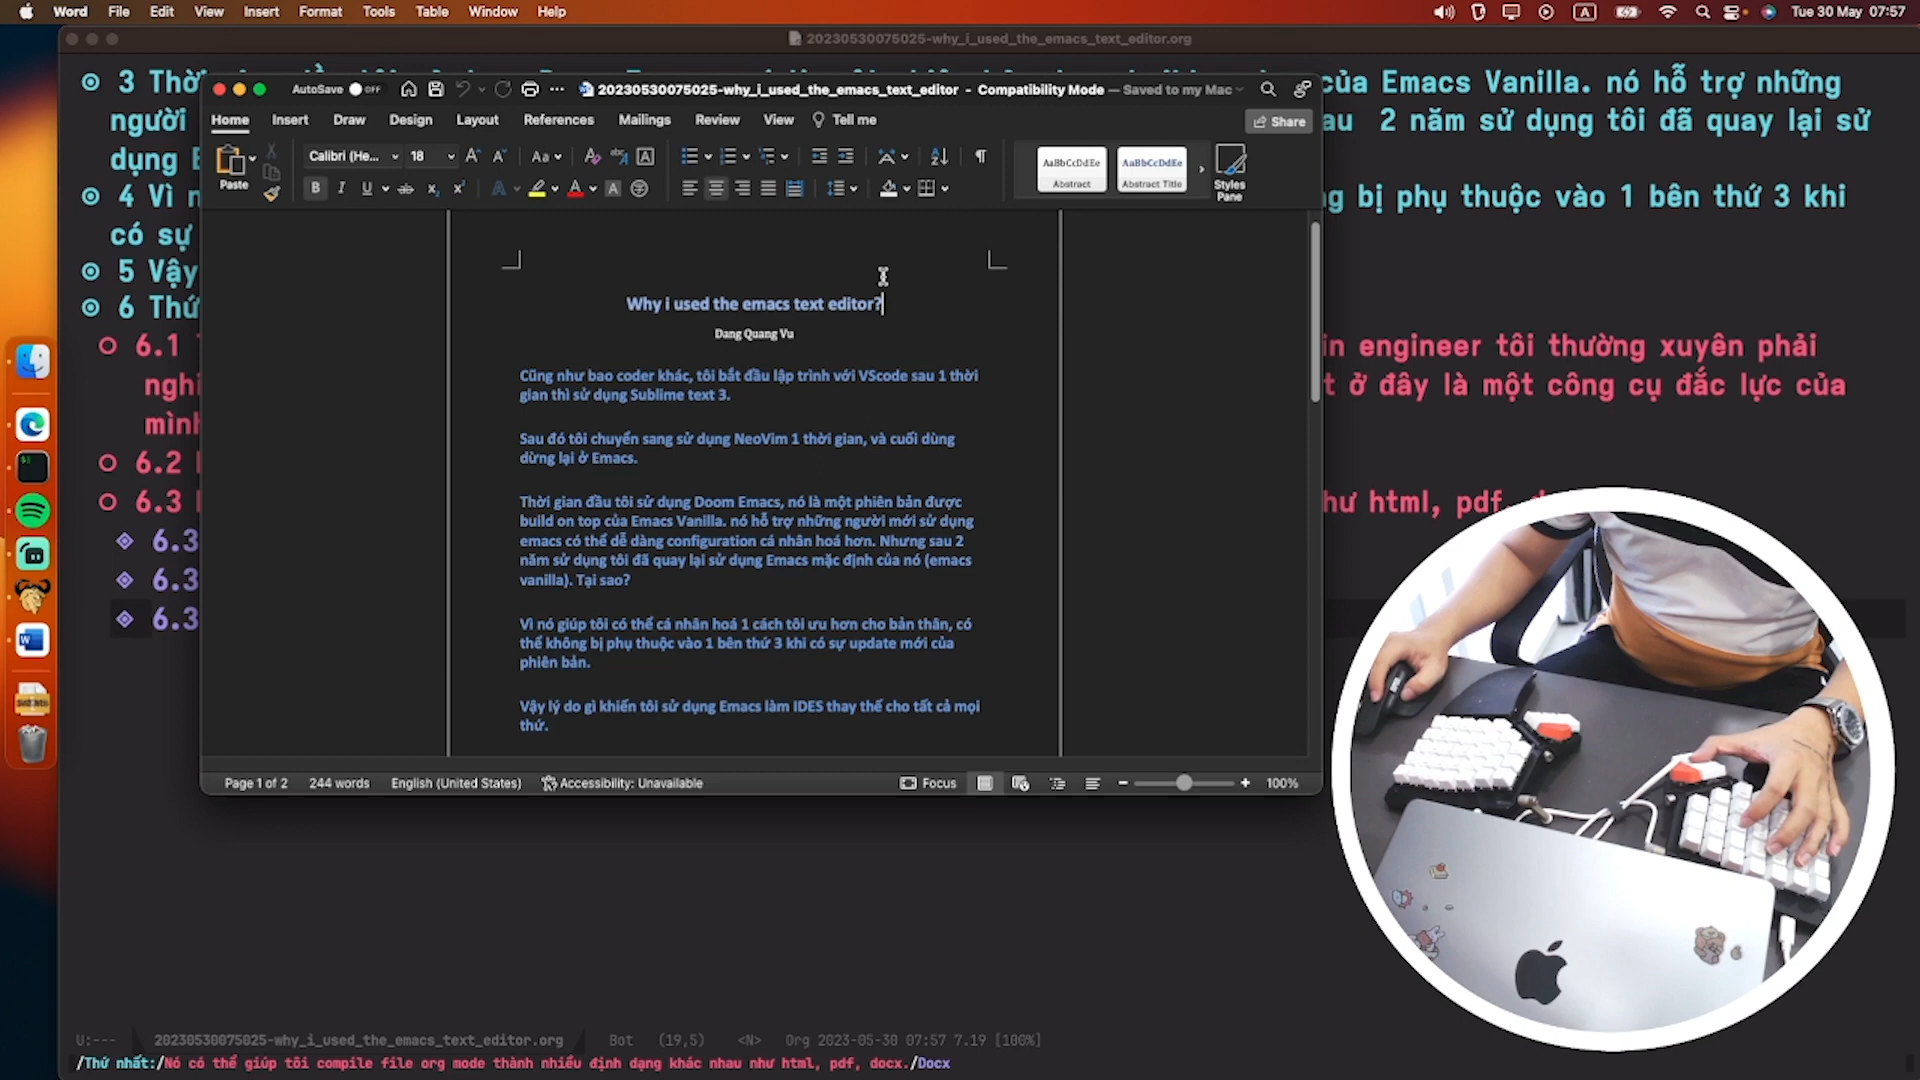 Word File Edit View Insert Format Tools Table Window Help
A
Tue 30 May 07:57
20230530075025-why_i_used_the_emacs_text_editor.org
3 Thời
của Emacs Vanilla. nó hỗ trợ những
người
au 2 năm sử dụng tôi đã quay lại sử
dụng E
4 Vì n
g bị phụ thuộc vào 1 bên thứ 3 khi
có sự
5 Vậy
6 Thứ
6.1
in engineer tôi thường xuyên phải
nghi
t ở đây là một công cụ đắc lực của
mình
6.2
6.3
hư html, pdf
6.3
6.3
6.3
AutoSave OFF
20230530075025-why_i_used_the_emacs_text_editor - Compatibility Mode — Saved to my Mac
Home Insert Draw Design Layout References Mailings Review View Tell me
Share
Paste
Calibri (He... 18
AaBbCcDdEe
Abstract
AaBbCcDdEe
Abstract Title
Styles
Pane
Why i used the emacs text editor?
Dang Quang Vu
Cũng như bao coder khác, tôi bắt đầu lập trình với VScode sau 1 thời
gian thì sử dụng Sublime text 3.
Sau đó tôi chuyển sang sử dụng NeoVim 1 thời gian, và cuối dùng
dừng lại ở Emacs.
Thời gian đầu tôi sử dụng Doom Emacs, nó là một phiên bản được
build on top của Emacs Vanilla. nó hỗ trợ những người mới sử dụng
emacs có thể dễ dàng configuration cá nhân hoá hơn. Nhưng sau 2
năm sử dụng tôi đã quay lại sử dụng Emacs mặc định của nó (emacs
vanilla). Tại sao?
Vì nó giúp tôi có thể cá nhân hoá 1 cách tôi ưu hơn cho bản thân, có
thể không bị phụ thuộc vào 1 bên thứ 3 khi có sự update mới của
phiên bản.
Vậy lý do gì khiến tôi sử dụng Emacs làm IDES thay thế cho tất cả mọi
thứ.
Page 1 of 2 244 words English (United States) Accessibility: Unavailable Focus 100%
U:--- 20230530075025-why_i_used_the_emacs_text_editor.org Bot (19,5) <N> Org 2023-05-30 07:57 7.19 [100%]
/Thứ nhất:/Nó có thể giúp tôi compile file org mode thành nhiều định dạng khác nhau như html, pdf, docx./Docx